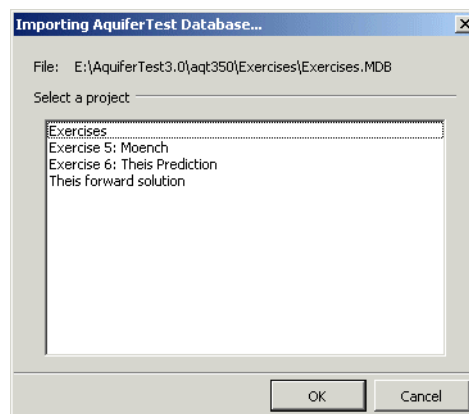 Importing AquiferTest Database...
File: E:\AquiferTest3.0\aqt350\Exercises\Exercises.MDB
Select a project
Exercises
Exercise 5: Moench
Exercise 6: Theis Prediction
Theis forward solution
OK Cancel